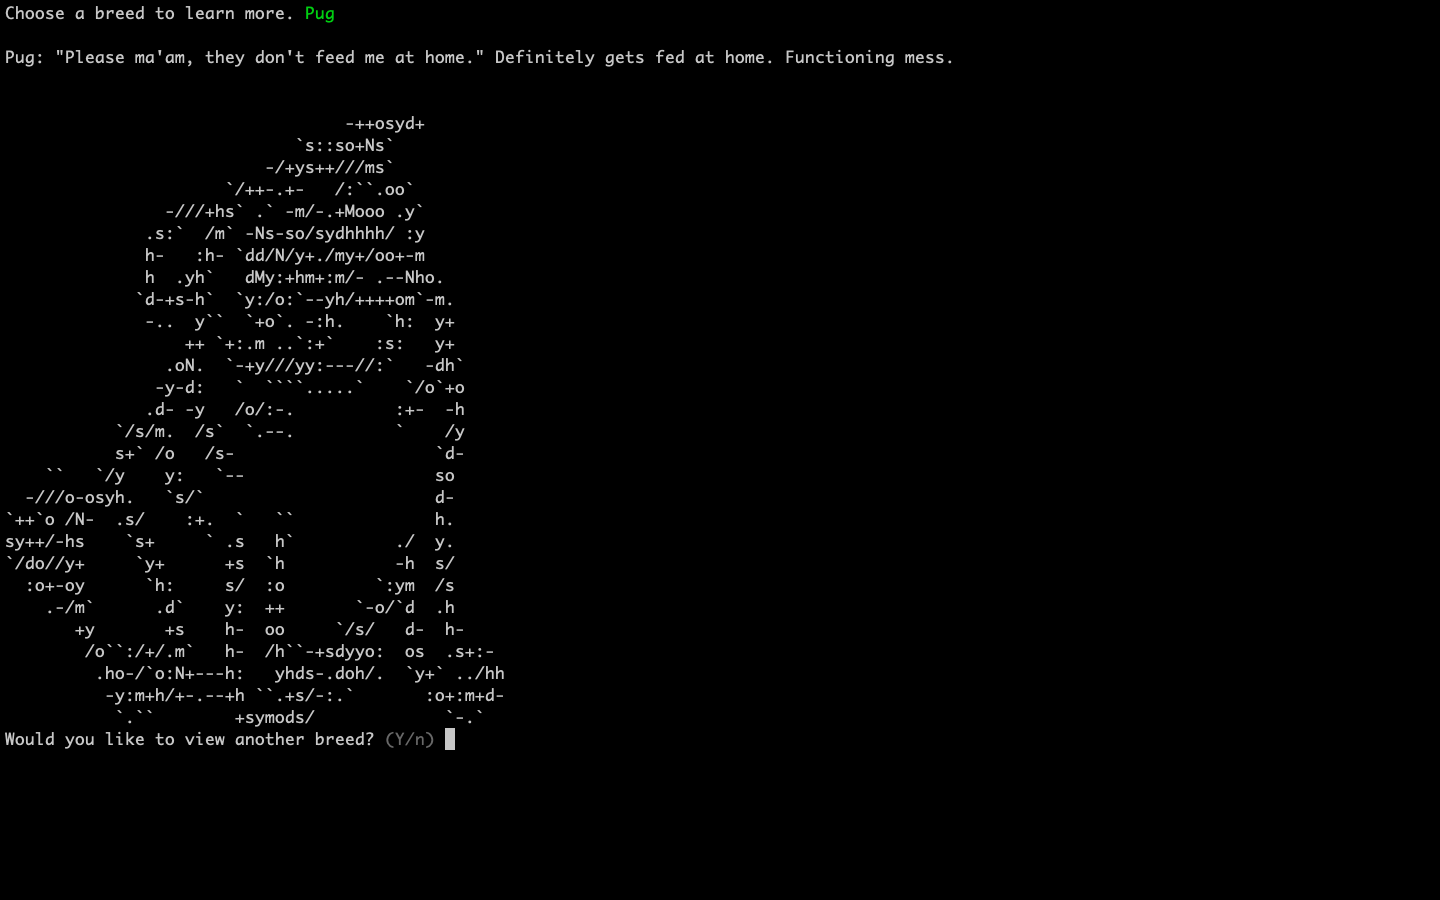 Choose a breed to learn more. Pug
Pug: "Please ma'am, they don't feed me at home." Definitely gets fed at home. Functioning mess.
                                  -++osyd+
                             `s::so+Ns`
                          -/+ys++///ms`
                      `/++-.+-   /:``.oo`
                -///+hs` .` -m/-.+Mooo .y`
              .s:`  /m` -Ns-so/sydhhhh/ :y
              h-   :h- `dd/N/y+./my+/oo+-m
              h  .yh`   dMy:+hm+:m/- .--Nho.
             `d-+s-h`  `y:/o:`--yh/++++om`-m.
              -..  y``  `+o`. -:h.    `h:  y+
                  ++ `+:.m ..`:+`    :s:   y+
                .oN.  `-+y///yy:---//:`   -dh`
               -y-d:   `  ````.....`    `/o`+o
              .d- -y   /o/:-.          :+-  -h
           `/s/m.  /s`  `.--.          `    /y
           s+` /o   /s-                    `d-
    ``   `/y    y:   `--                   so
  -///o-osyh.   `s/`                       d-
`++`o /N-  .s/    :+.  `   ``              h.
sy++/-hs    `s+     ` .s   h`          ./  y.
`/do//y+     `y+      +s  `h           -h  s/
  :o+-oy      `h:     s/  :o         `:ym  /s
    .-/m`      .d`    y:  ++       `-o/`d  .h
       +y       +s    h-  oo     `/s/   d-  h-
        /o``:/+/.m`   h-  /h``-+sdyyo:  os  .s+:-
         .ho-/`o:N+---h:   yhds-.doh/.  `y+` ../hh
          -y:m+h/+-.--+h ``.+s/-:.`       :o+:m+d-
           `.``        +symods/             `-.`
Would you like to view another breed? (Y/n)